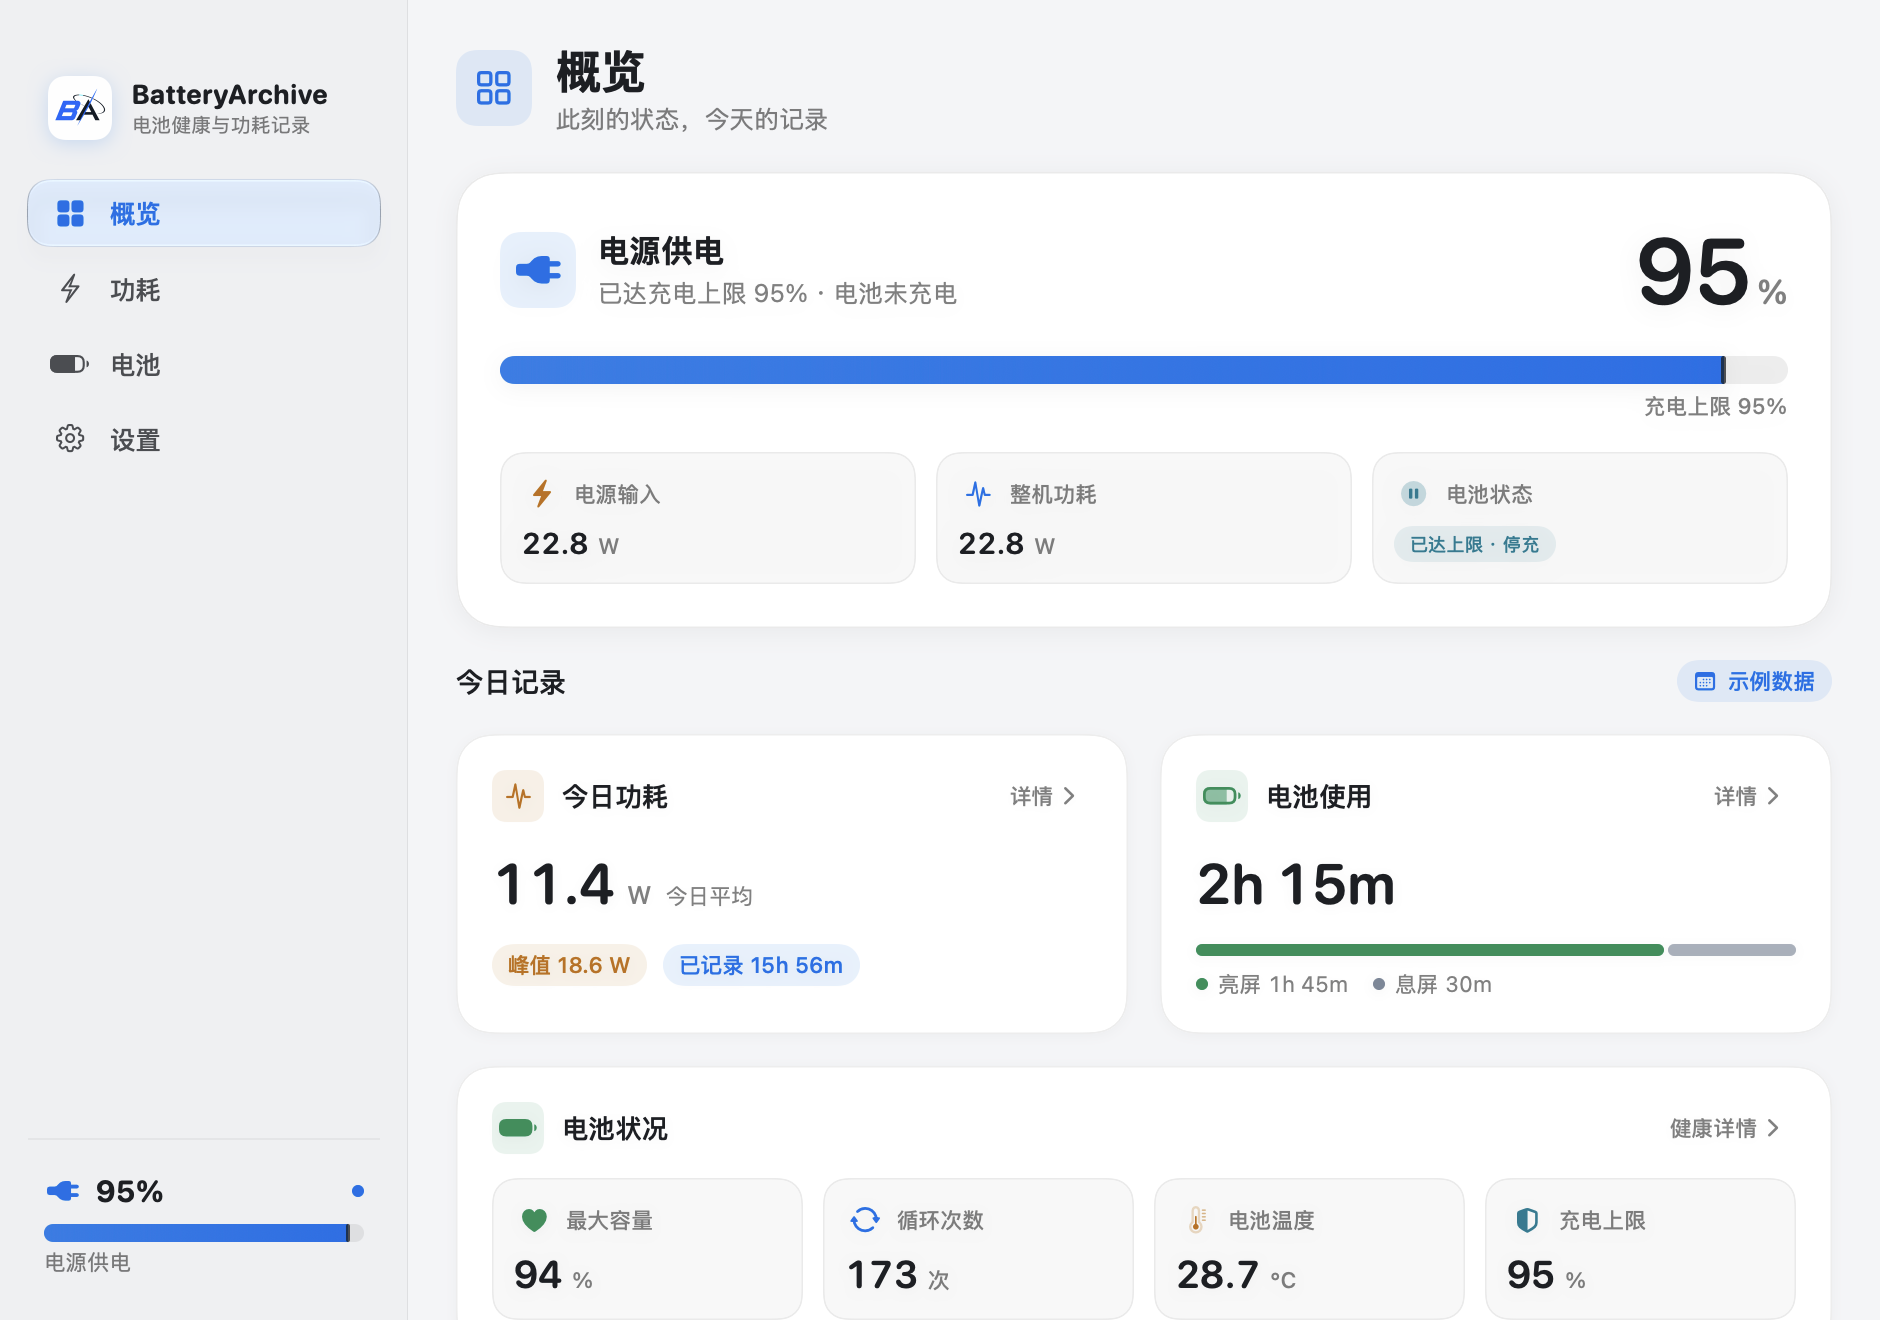 BA
BatteryArchive
电池健康与功耗记录
概览
功耗
电池
设置
95%
电源供电
概览
此刻的状态，今天的记录
电源供电
已达充电上限 95% · 电池未充电
95 %
充电上限 95%
电源输入
22.8 W
整机功耗
22.8 W
电池状态
已达上限 · 停充
今日记录
示例数据
今日功耗
详情
11.4 W 今日平均
峰值 18.6 W
已记录 15h 56m
电池使用
详情
2h 15m
亮屏 1h 45m
息屏 30m
电池状况
健康详情
最大容量
94 %
循环次数
173 次
电池温度
28.7 °C
充电上限
95 %